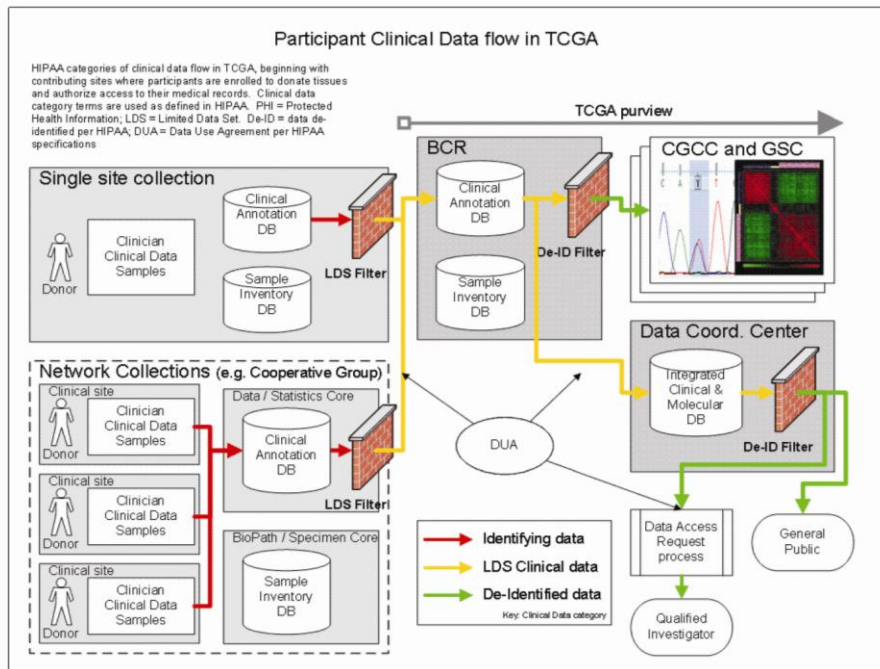 Participant Clinical Data flow in TCGA
HIPAA categories of clinical data flow in TCGA, beginning with
contributing sites where participants are enrolled to donate tissues
and authorize access to their medical records. Clinical data
category terms are used as defined in HIPAA. PHI = Protected
Health Information; LDS = Limited Data Set. De-ID = data de-
identified per HIPAA; DUA = Data Use Agreement per HIPAA
specifications
TCGA purview
Single site collection
Donor
Clinician
Clinical Data
Samples
Clinical
Annotation
DB
Sample
Inventory
DB
LDS Filter
BCR
Clinical
Annotation
DB
Sample
Inventory
DB
De-ID Filter
CGCC and GSC
C A T T
Network Collections (e.g. Cooperative Group)
Clinical site
Donor
Clinician
Clinical Data
Samples
Clinical site
Donor
Clinician
Clinical Data
Samples
Clinical site
Donor
Clinician
Clinical Data
Samples
Data / Statistics Core
Clinical
Annotation
DB
LDS Filter
BioPath / Specimen Core
Sample
Inventory
DB
DUA
Data Coord. Center
Integrated
Clinical &
Molecular
DB
De-ID Filter
Data Access
Request
process
General
Public
Qualified
Investigator
Identifying data
LDS Clinical data
De-Identified data
Key: Clinical Data category